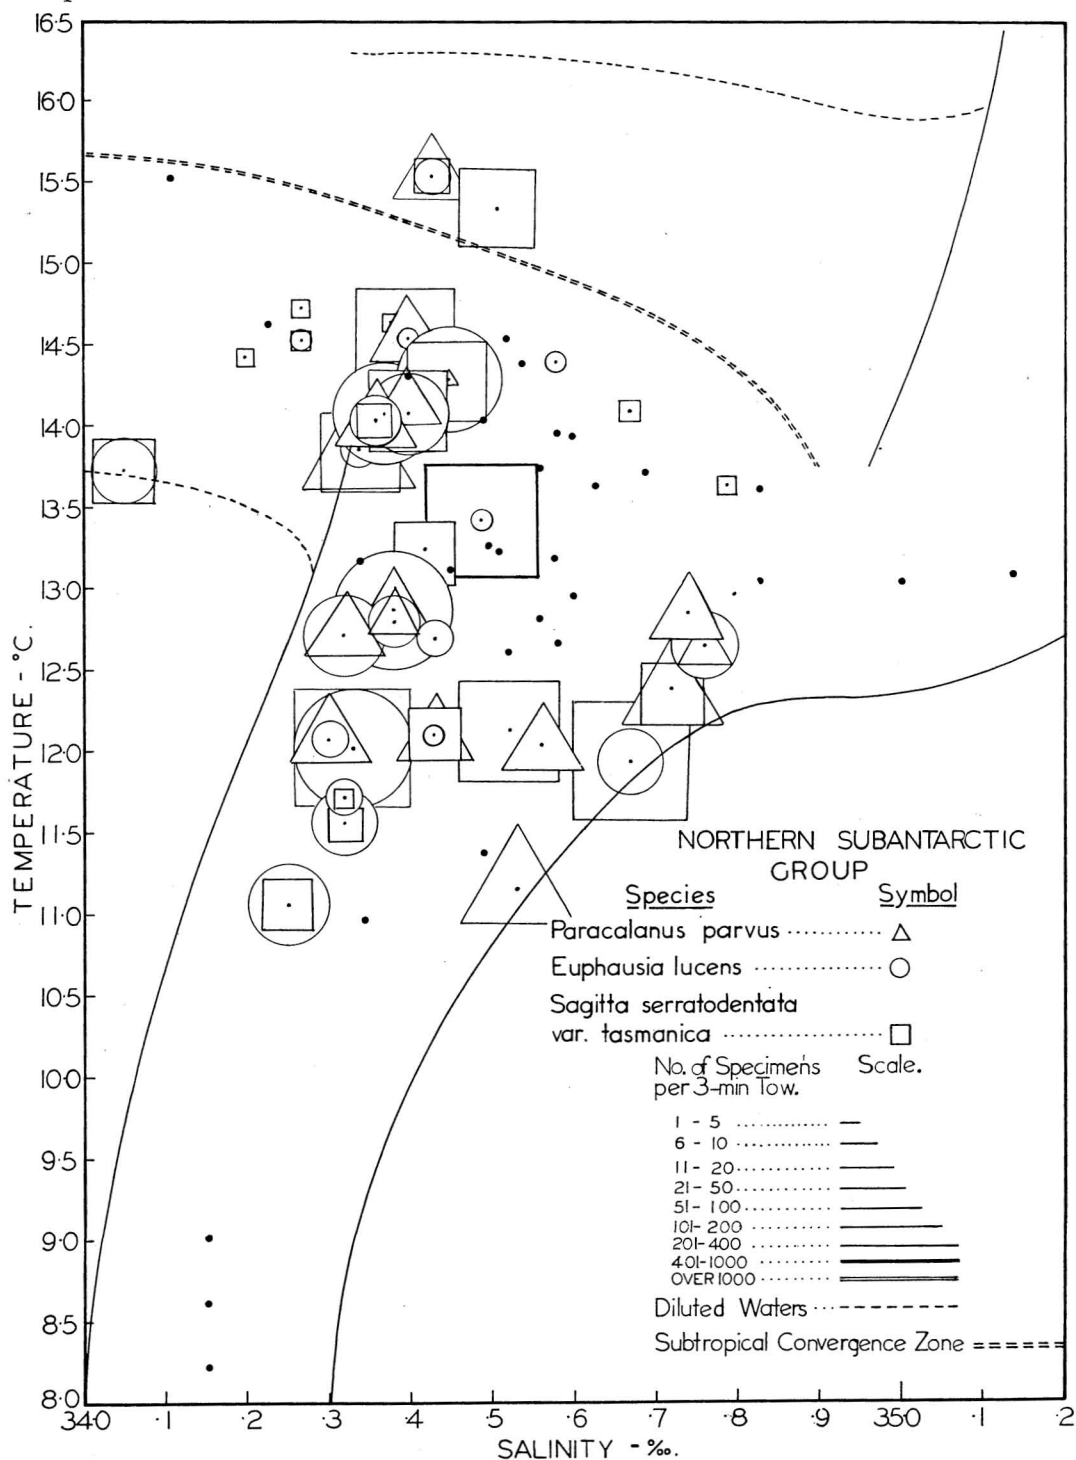 16·5
16·0
15·5
15·0
14·5
14·0
13·5
13·0
12·5
12·0
11·5
11·0
10·5
10·0
9·5
9·0
8·5
8·0
TEMPERATURE - °C.
NORTHERN SUBANTARCTIC
GROUP
Species Symbol
Paracalanus parvus ··········
Euphausia lucens ··············
Sagitta serratodentata
var. tasmanica ················
No. of Specimens Scale.
per 3-min Tow.
1 - 5 ·············
6 - 10 ·············
11 - 20 ·············
21 - 50 ·············
51 - 100 ············
101 - 200 ···········
201-400 ···········
401-1000 ··········
OVER 1000 ··········
Diluted Waters ···
Subtropical Convergence Zone
34·0 ·1 ·2 ·3 ·4 ·5 ·6 ·7 ·8 ·9 35·0 ·1 ·2
SALINITY - ‰.